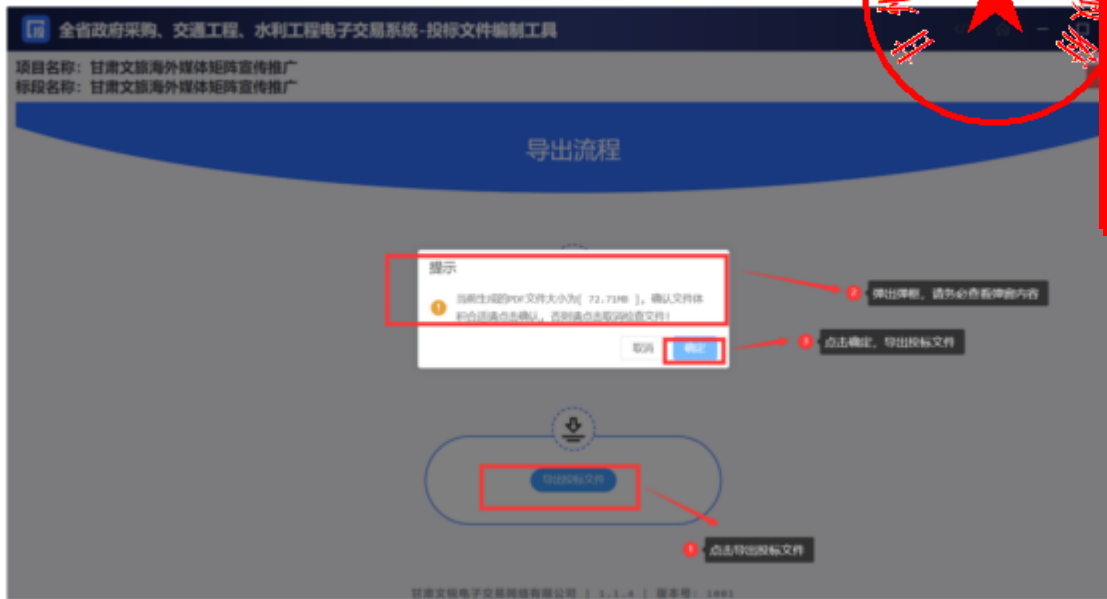 全省政府采购、交通工程、水利工程电子交易系统-投标文件编制工具
项目名称：甘肃文旅海外媒体矩阵宣传推广
标段名称：甘肃文旅海外媒体矩阵宣传推广
导出流程
提示
当前生成的PDF文件大小为[ 72.71MB ]，确认文件体
积合适请点击确认，否则请点击取消检查文件！
取消 确定
2 弹出弹框，请务必查看弹窗内容
3 点击确定，导出投标文件
导出投标文件
1 点击导出投标文件
甘肃文锐电子交易网络有限公司 | 1.1.4 | 版本号：1001